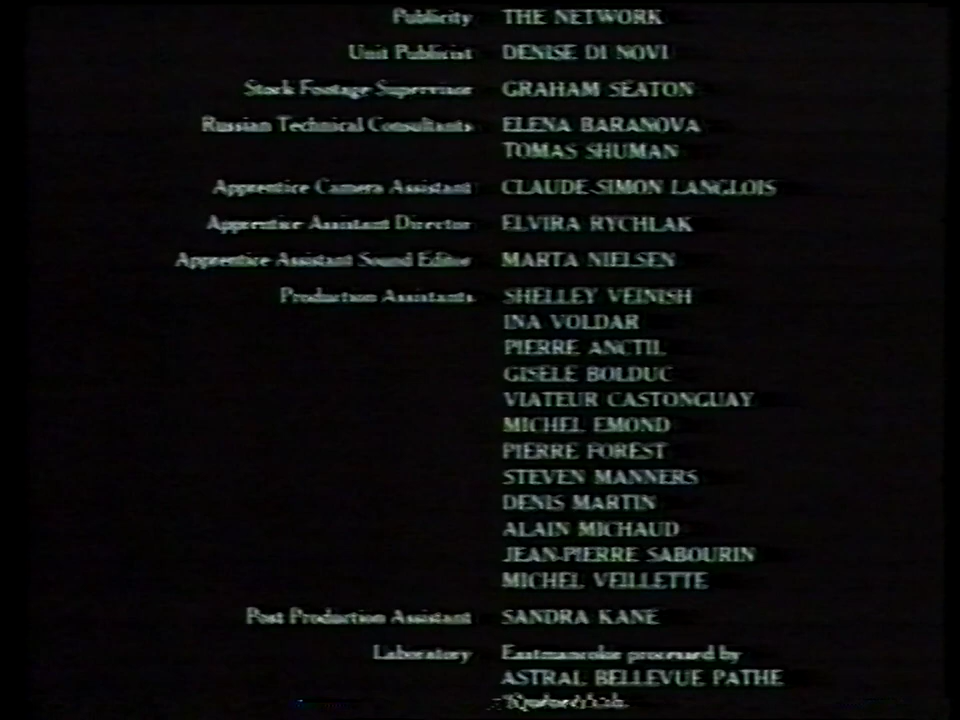 Publicity THE NETWORK
Unit Publicist DENISE DI NOVI
Stock Footage Supervisor GRAHAM SEATON
Russian Technical Consultants ELENA BARANOVA
TOMAS SHUMAN
Apprentice Camera Assistant CLAUDE-SIMON LANGLOIS
Apprentice Assistant Director ELVIRA RYCHLAK
Apprentice Assistant Sound Editor MARTA NIELSEN
Production Assistants SHELLEY VEINISH
INA VOLDAR
PIERRE ANCTIL
GISELE BOLDUC
VIATEUR CASTONGUAY
MICHEL EMOND
PIERRE FOREST
STEVEN MANNERS
DENIS MARTIN
ALAIN MICHAUD
JEAN-PIERRE SABOURIN
MICHEL VEILLETTE
Post Production Assistant SANDRA KANE
Laboratory Eastmancolor processed by
ASTRAL BELLEVUE PATHE